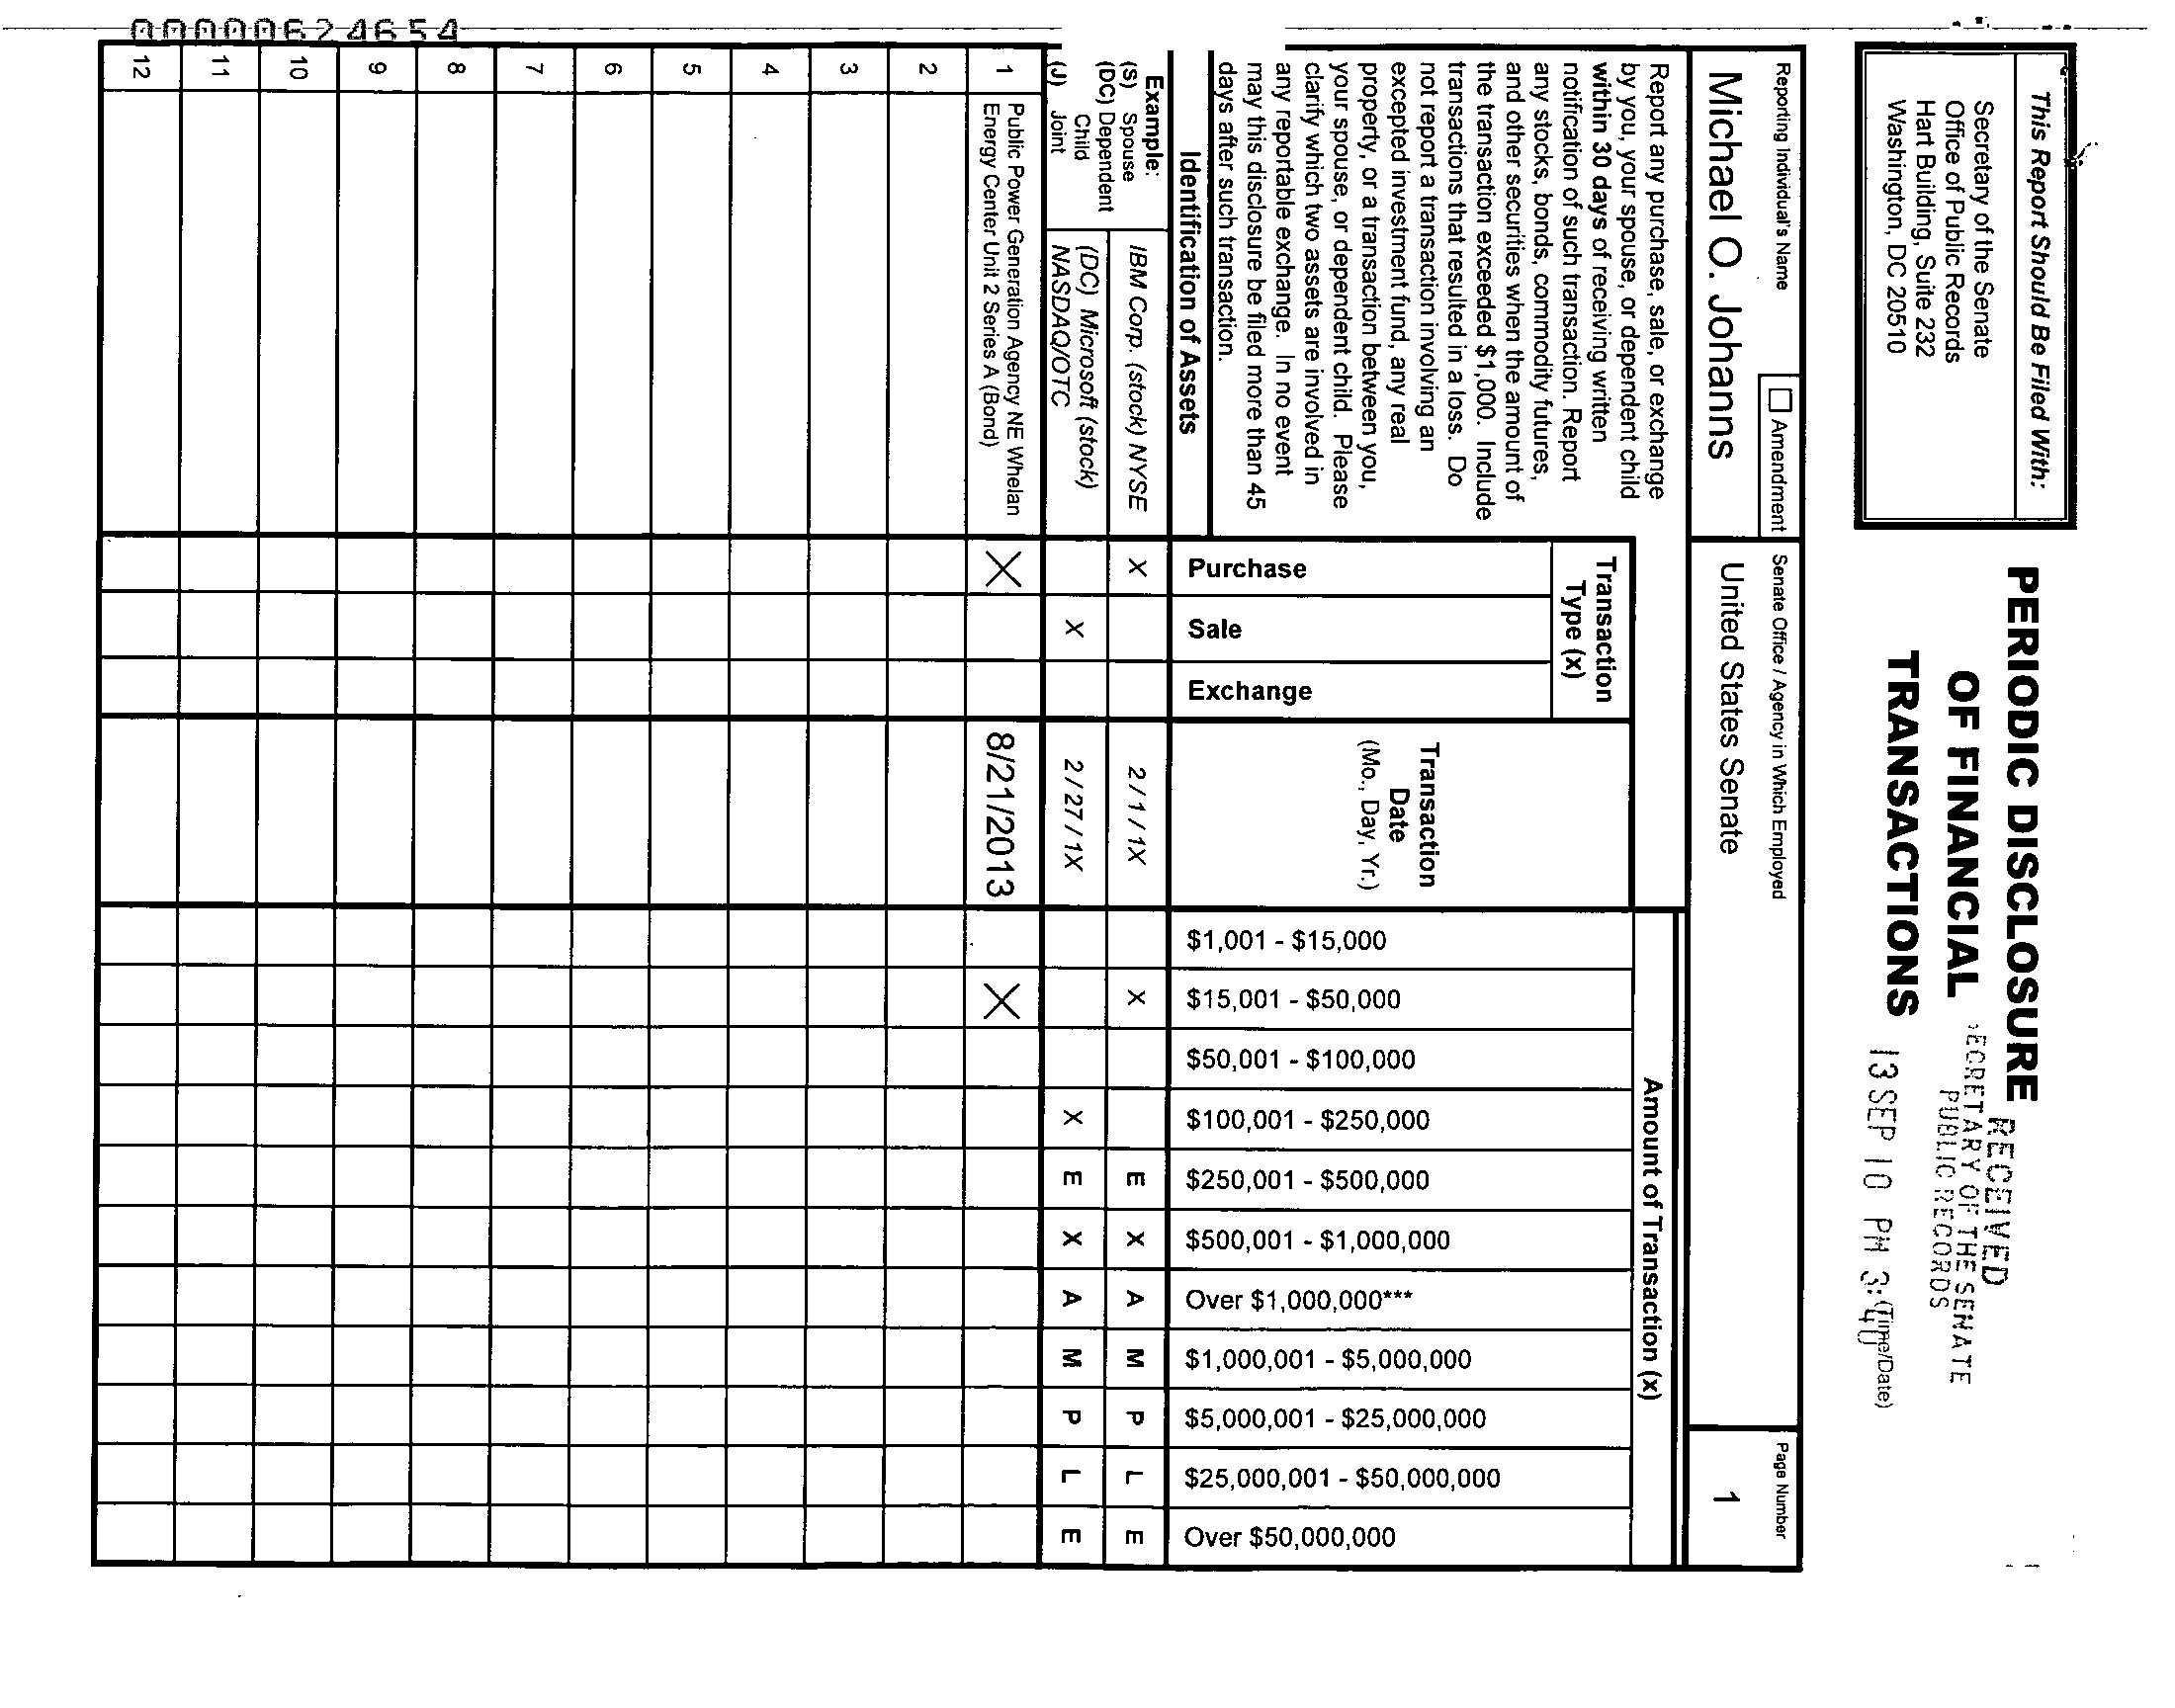 This Report Should Be Filed With:
Secretary of the Senate
Office of Public Records
Hart Building, Suite 232
Washington, DC 20510
PERIODIC DISCLOSURE
OF FINANCIAL
TRANSACTIONS
RECEIVED
SECRETARY OF THE SENATE
PUBLIC RECORDS
13 SEP 10 PM 3:40
(Time/Date)
Reporting Individual's Name
Amendment
Senate Office / Agency in Which Employed
Page Number
Michael O. Johanns
United States Senate
1
Report any purchase, sale, or exchange
by you, your spouse, or dependent child
within 30 days of receiving written
notification of such transaction. Report
any stocks, bonds, commodity futures,
and other securities when the amount of
the transaction exceeded $1,000. Include
transactions that resulted in a loss. Do
not report a transaction involving an
excepted investment fund, any real
property, or a transaction between you,
your spouse, or dependent child. Please
clarify which two assets are involved in
any reportable exchange. In no event
may this disclosure be filed more than 45
days after such transaction.
Identification of Assets
Transaction
Type (x)
Purchase
Sale
Exchange
Transaction
Date
(Mo., Day, Yr.)
Amount of Transaction (x)
$1,001 - $15,000
$15,001 - $50,000
$50,001 - $100,000
$100,001 - $250,000
$250,001 - $500,000
$500,001 - $1,000,000
Over $1,000,000***
$1,000,001 - $5,000,000
$5,000,001 - $25,000,000
$25,000,001 - $50,000,000
Over $50,000,000
Example:
(S) Spouse
(DC) Dependent
Child
(J) Joint
IBM Corp. (stock) NYSE X 2 / 1 / 1X X E X A M P L E
(DC) Microsoft (stock)
NASDAQ/OTC X 2 / 27 / 1X X E X A M P L E
1 Public Power Generation Agency NE Whelan
Energy Center Unit 2 Series A (Bond) X 8/21/2013 X
2
3
4
5
6
7
8
9
10
11
12
000000624654